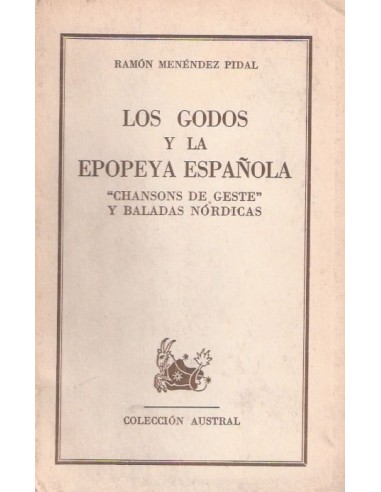 RAMÓN MENÉNDEZ PIDAL
LOS GODOS
Y LA
EPOPEYA ESPAÑOLA
"CHANSONS DE GESTE"
Y BALADAS NÓRDICAS
COLECCIÓN AUSTRAL